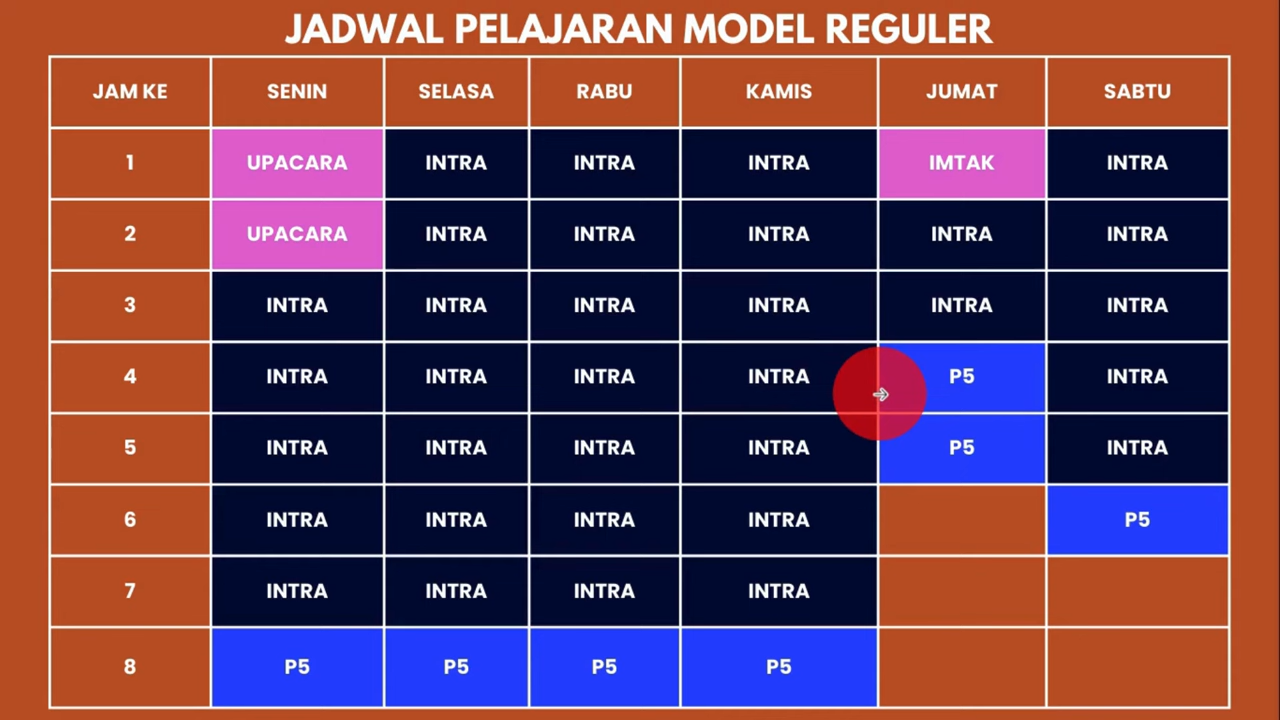 JADWAL PELAJARAN MODEL REGULER
JAM KE SENIN SELASA RABU KAMIS JUMAT SABTU
1 UPACARA INTRA INTRA INTRA IMTAK INTRA
2 UPACARA INTRA INTRA INTRA INTRA INTRA
3 INTRA INTRA INTRA INTRA INTRA INTRA
4 INTRA INTRA INTRA INTRA P5 INTRA
5 INTRA INTRA INTRA INTRA P5 INTRA
6 INTRA INTRA INTRA INTRA P5
7 INTRA INTRA INTRA INTRA
8 P5 P5 P5 P5